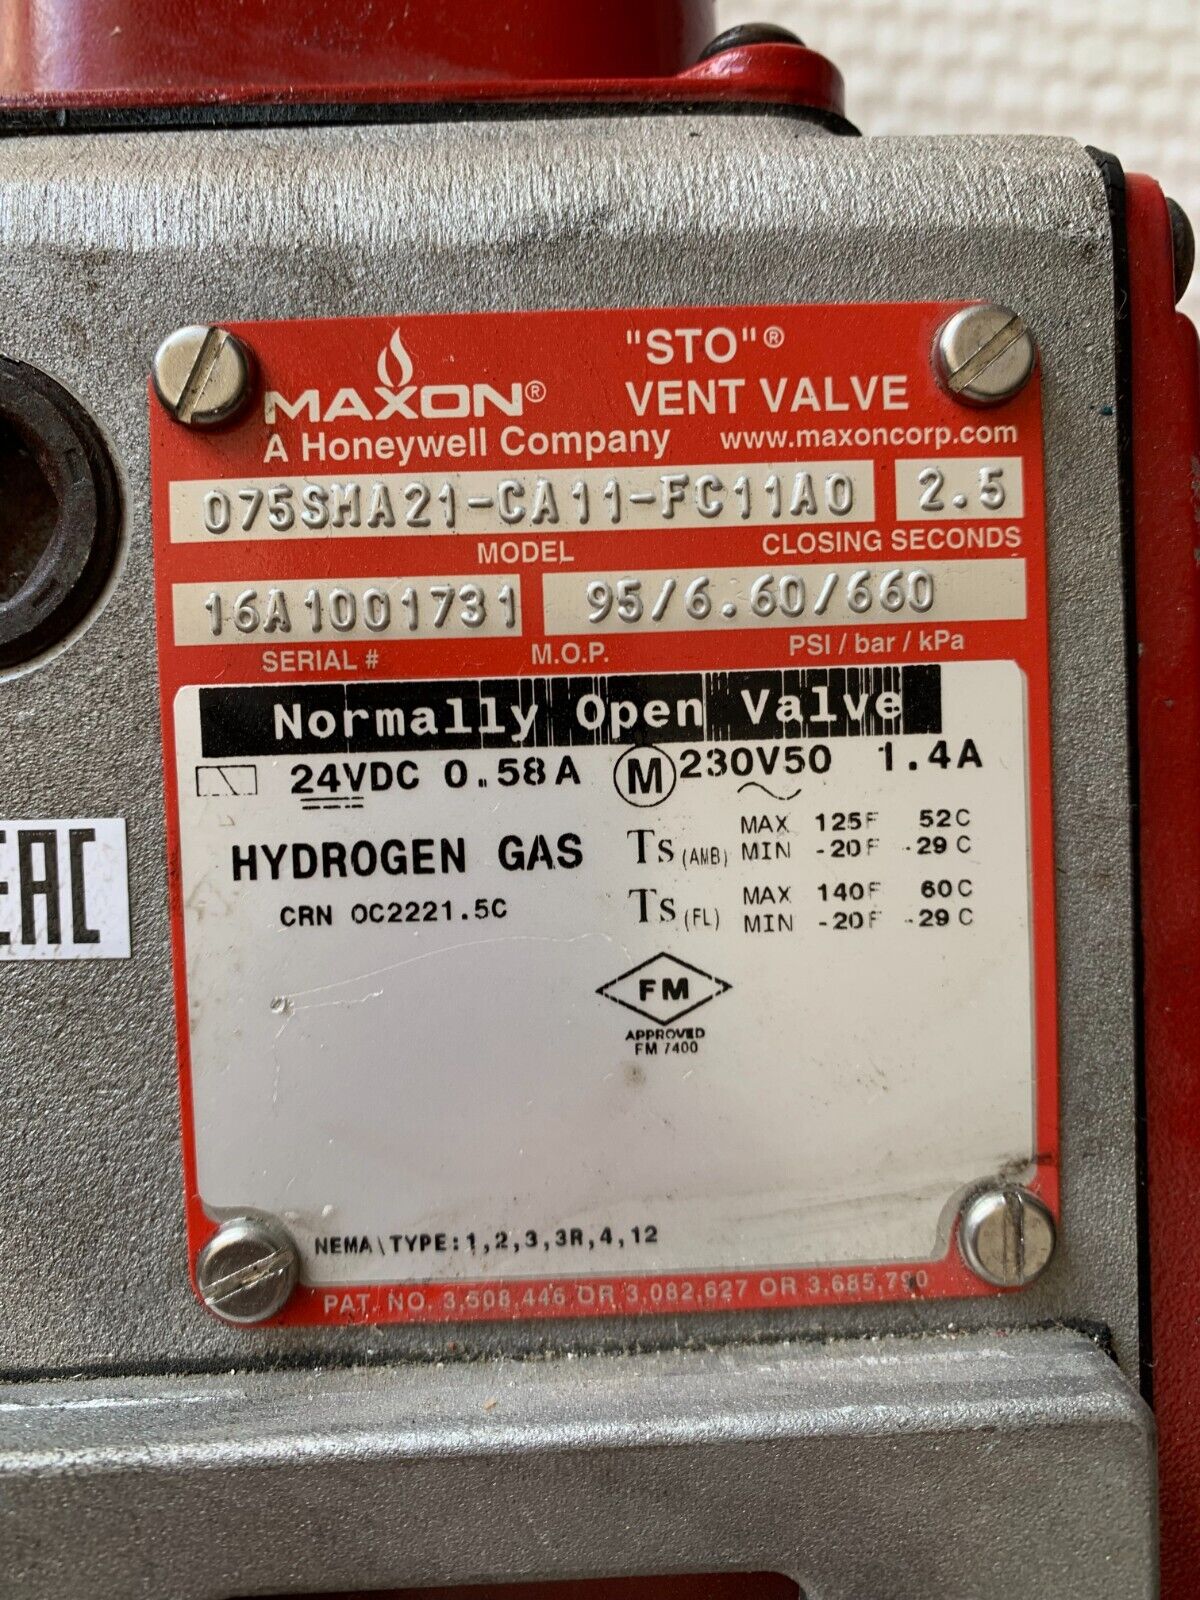 "STO"®
MAXON® VENT VALVE
A Honeywell Company www.maxoncorp.com
075SMA21-CA11-FC11A0 2.5
MODEL CLOSING SECONDS
16A1001731 95/6.60/660
SERIAL # M.O.P. PSI / bar / kPa
Normally Open Valve
24VDC 0.58A M 230V50 1.4A
HYDROGEN GAS Ts (AMB) MAX 125F 52C
MIN -20F -29C
CRN OC2221.5C Ts (FL) MAX 140F 60C
MIN -20F -29C
EAC
FM
APPROVED
FM 7400
NEMA\TYPE:1,2,3,3R,4,12
PAT. NO. 3,508,446 OR 3,082,627 OR 3,685,790